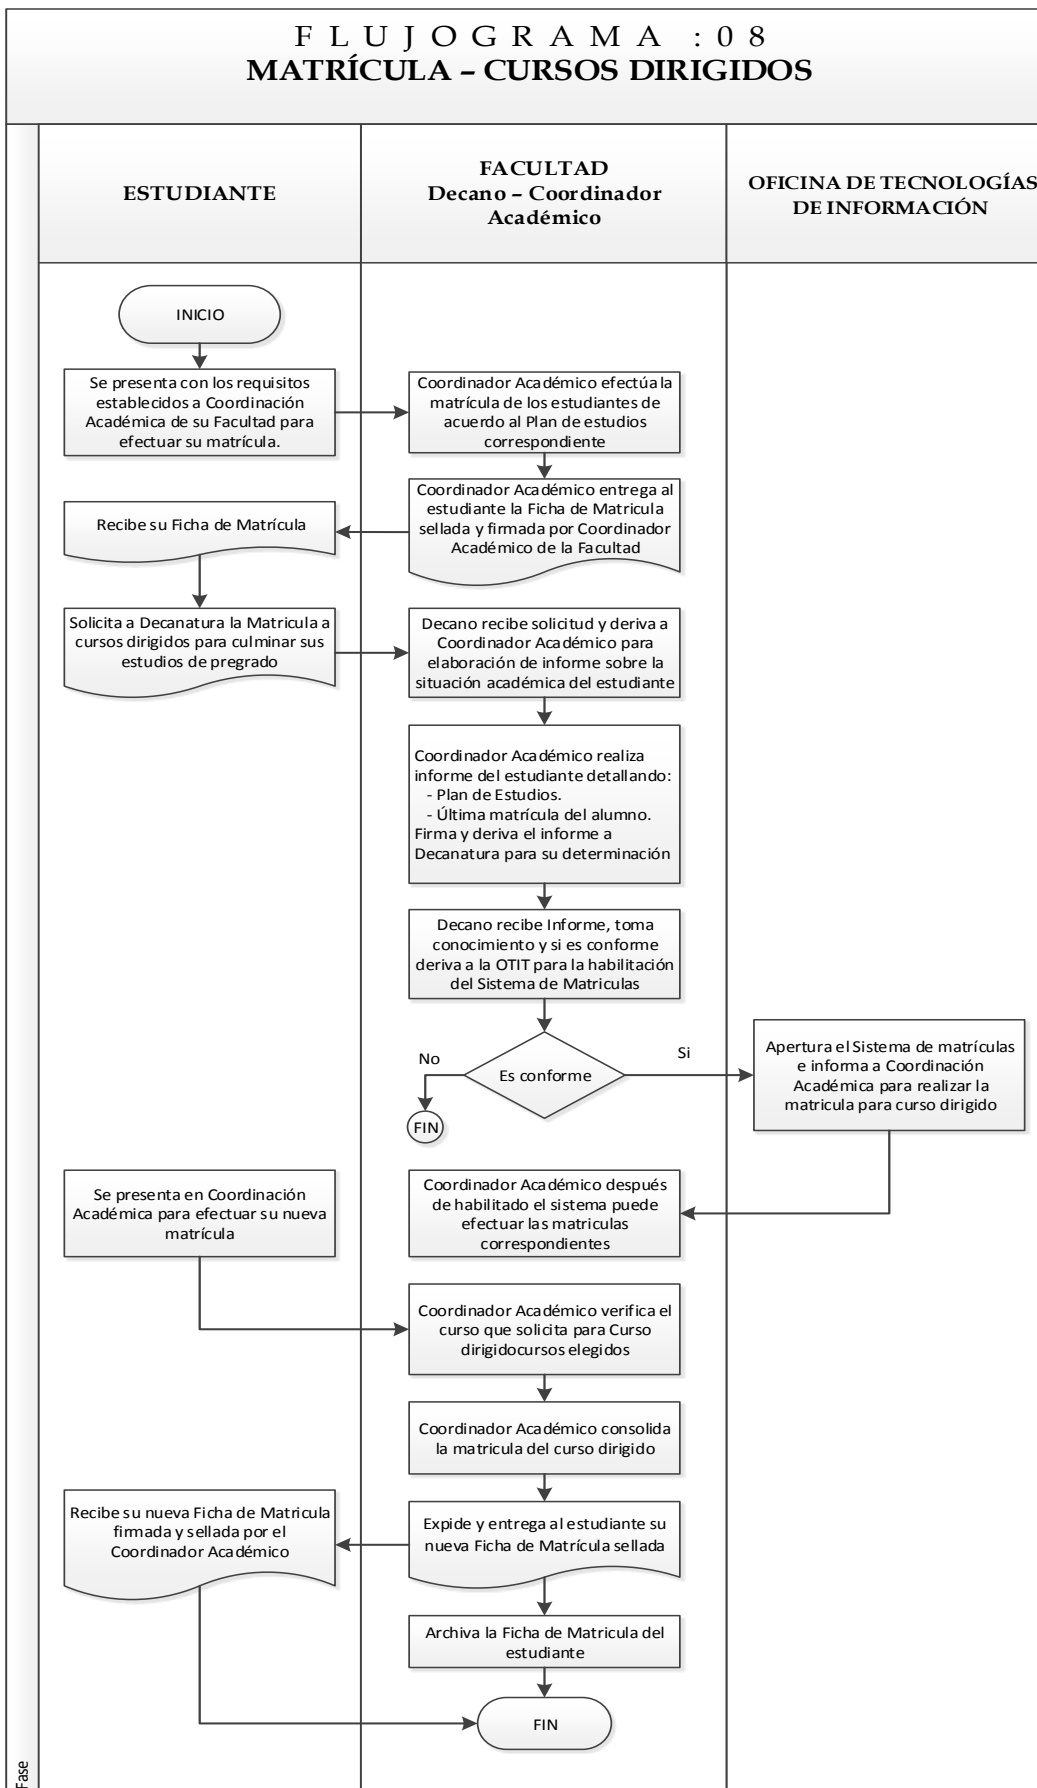 FLUJOGRAMA :08
MATRÍCULA – CURSOS DIRIGIDOS
ESTUDIANTE
FACULTAD
Decano – Coordinador
Académico
OFICINA DE TECNOLOGÍAS
DE INFORMACIÓN
INICIO
Se presenta con los requisitos
establecidos a Coordinación
Académica de su Facultad para
efectuar su matrícula.
Coordinador Académico efectúa la
matrícula de los estudiantes de
acuerdo al Plan de estudios
correspondiente
Coordinador Académico entrega al
estudiante la Ficha de Matricula
sellada y firmada por Coordinador
Académico de la Facultad
Recibe su Ficha de Matrícula
Solicita a Decanatura la Matricula a
cursos dirigidos para culminar sus
estudios de pregrado
Decano recibe solicitud y deriva a
Coordinador Académico para
elaboración de informe sobre la
situación académica del estudiante
Coordinador Académico realiza
informe del estudiante detallando:
- Plan de Estudios.
- Última matrícula del alumno.
Firma y deriva el informe a
Decanatura para su determinación
Decano recibe Informe, toma
conocimiento y si es conforme
deriva a la OTIT para la habilitación
del Sistema de Matriculas
No
Es conforme
Si
FIN
Apertura el Sistema de matrículas
e informa a Coordinación
Académica para realizar la
matricula para curso dirigido
Se presenta en Coordinación
Académica para efectuar su nueva
matrícula
Coordinador Académico después
de habilitado el sistema puede
efectuar las matriculas
correspondientes
Coordinador Académico verifica el
curso que solicita para Curso
dirigidocursos elegidos
Coordinador Académico consolida
la matricula del curso dirigido
Recibe su nueva Ficha de Matricula
firmada y sellada por el
Coordinador Académico
Expide y entrega al estudiante su
nueva Ficha de Matrícula sellada
Archiva la Ficha de Matricula del
estudiante
FIN
Fase